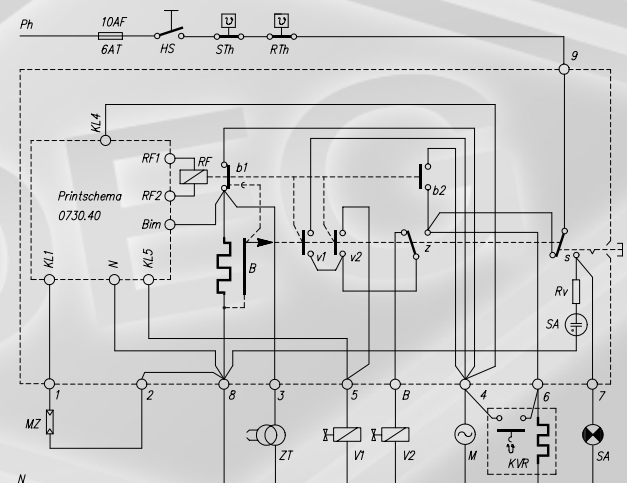 Ph
10AF
6AT
HS
STh
RTh
9
KL4
RF1
RF
b1
Printschema
0730.40
RF2
b2
Bim
KL1
N
KL5
B
v1
v2
z
s
Rv
SA
1
2
8
3
5
B
4
6
7
MZ
ZT
V1
V2
M
KVR
SA
N